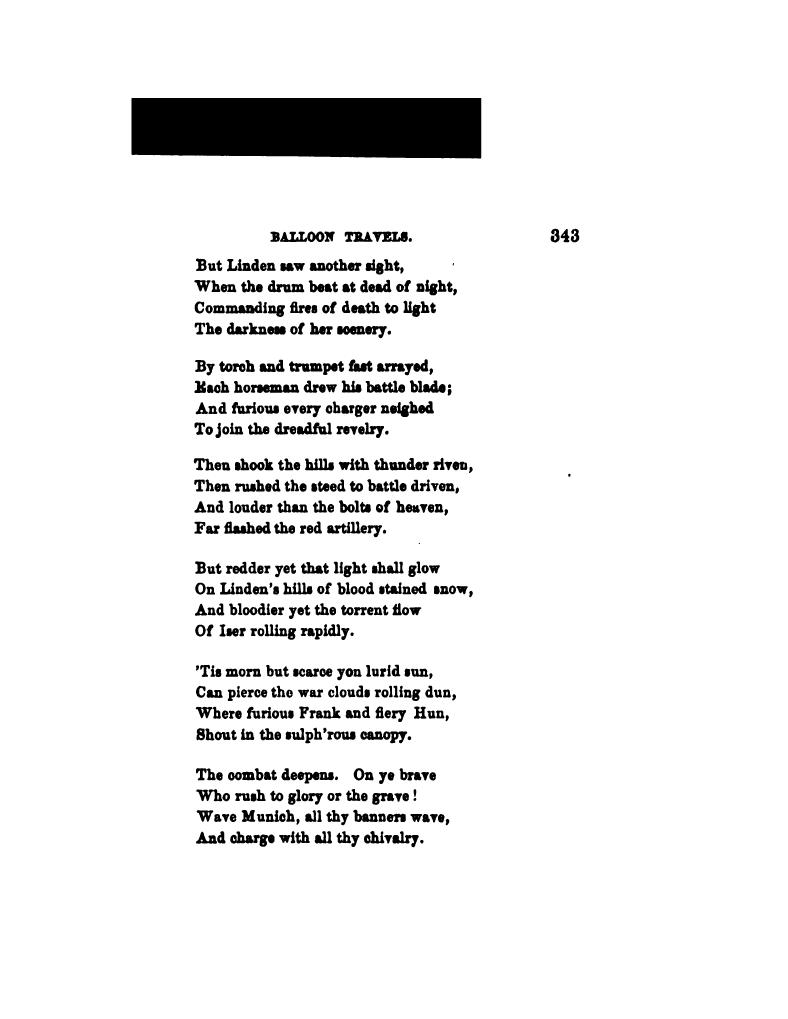 BALLOON TRAVELS. 343
But Linden saw another sight,
When the drum beat at dead of night,
Commanding fires of death to light
The darkness of her scenery.
By torch and trumpet fast arrayed,
Each horseman drew his battle blade;
And furious every charger neighed
To join the dreadful revelry.
Then shook the hills with thunder riven,
Then rushed the steed to battle driven,
And louder than the bolts of heaven,
Far flashed the red artillery.
But redder yet that light shall glow
On Linden's hills of blood stained snow,
And bloodier yet the torrent flow
Of Iser rolling rapidly.
'Tis morn but scarce yon lurid sun,
Can pierce the war clouds rolling dun,
Where furious Frank and fiery Hun,
Shout in the sulph'rous canopy.
The combat deepens. On ye brave
Who rush to glory or the grave!
Wave Munich, all thy banners wave,
And charge with all thy chivalry.